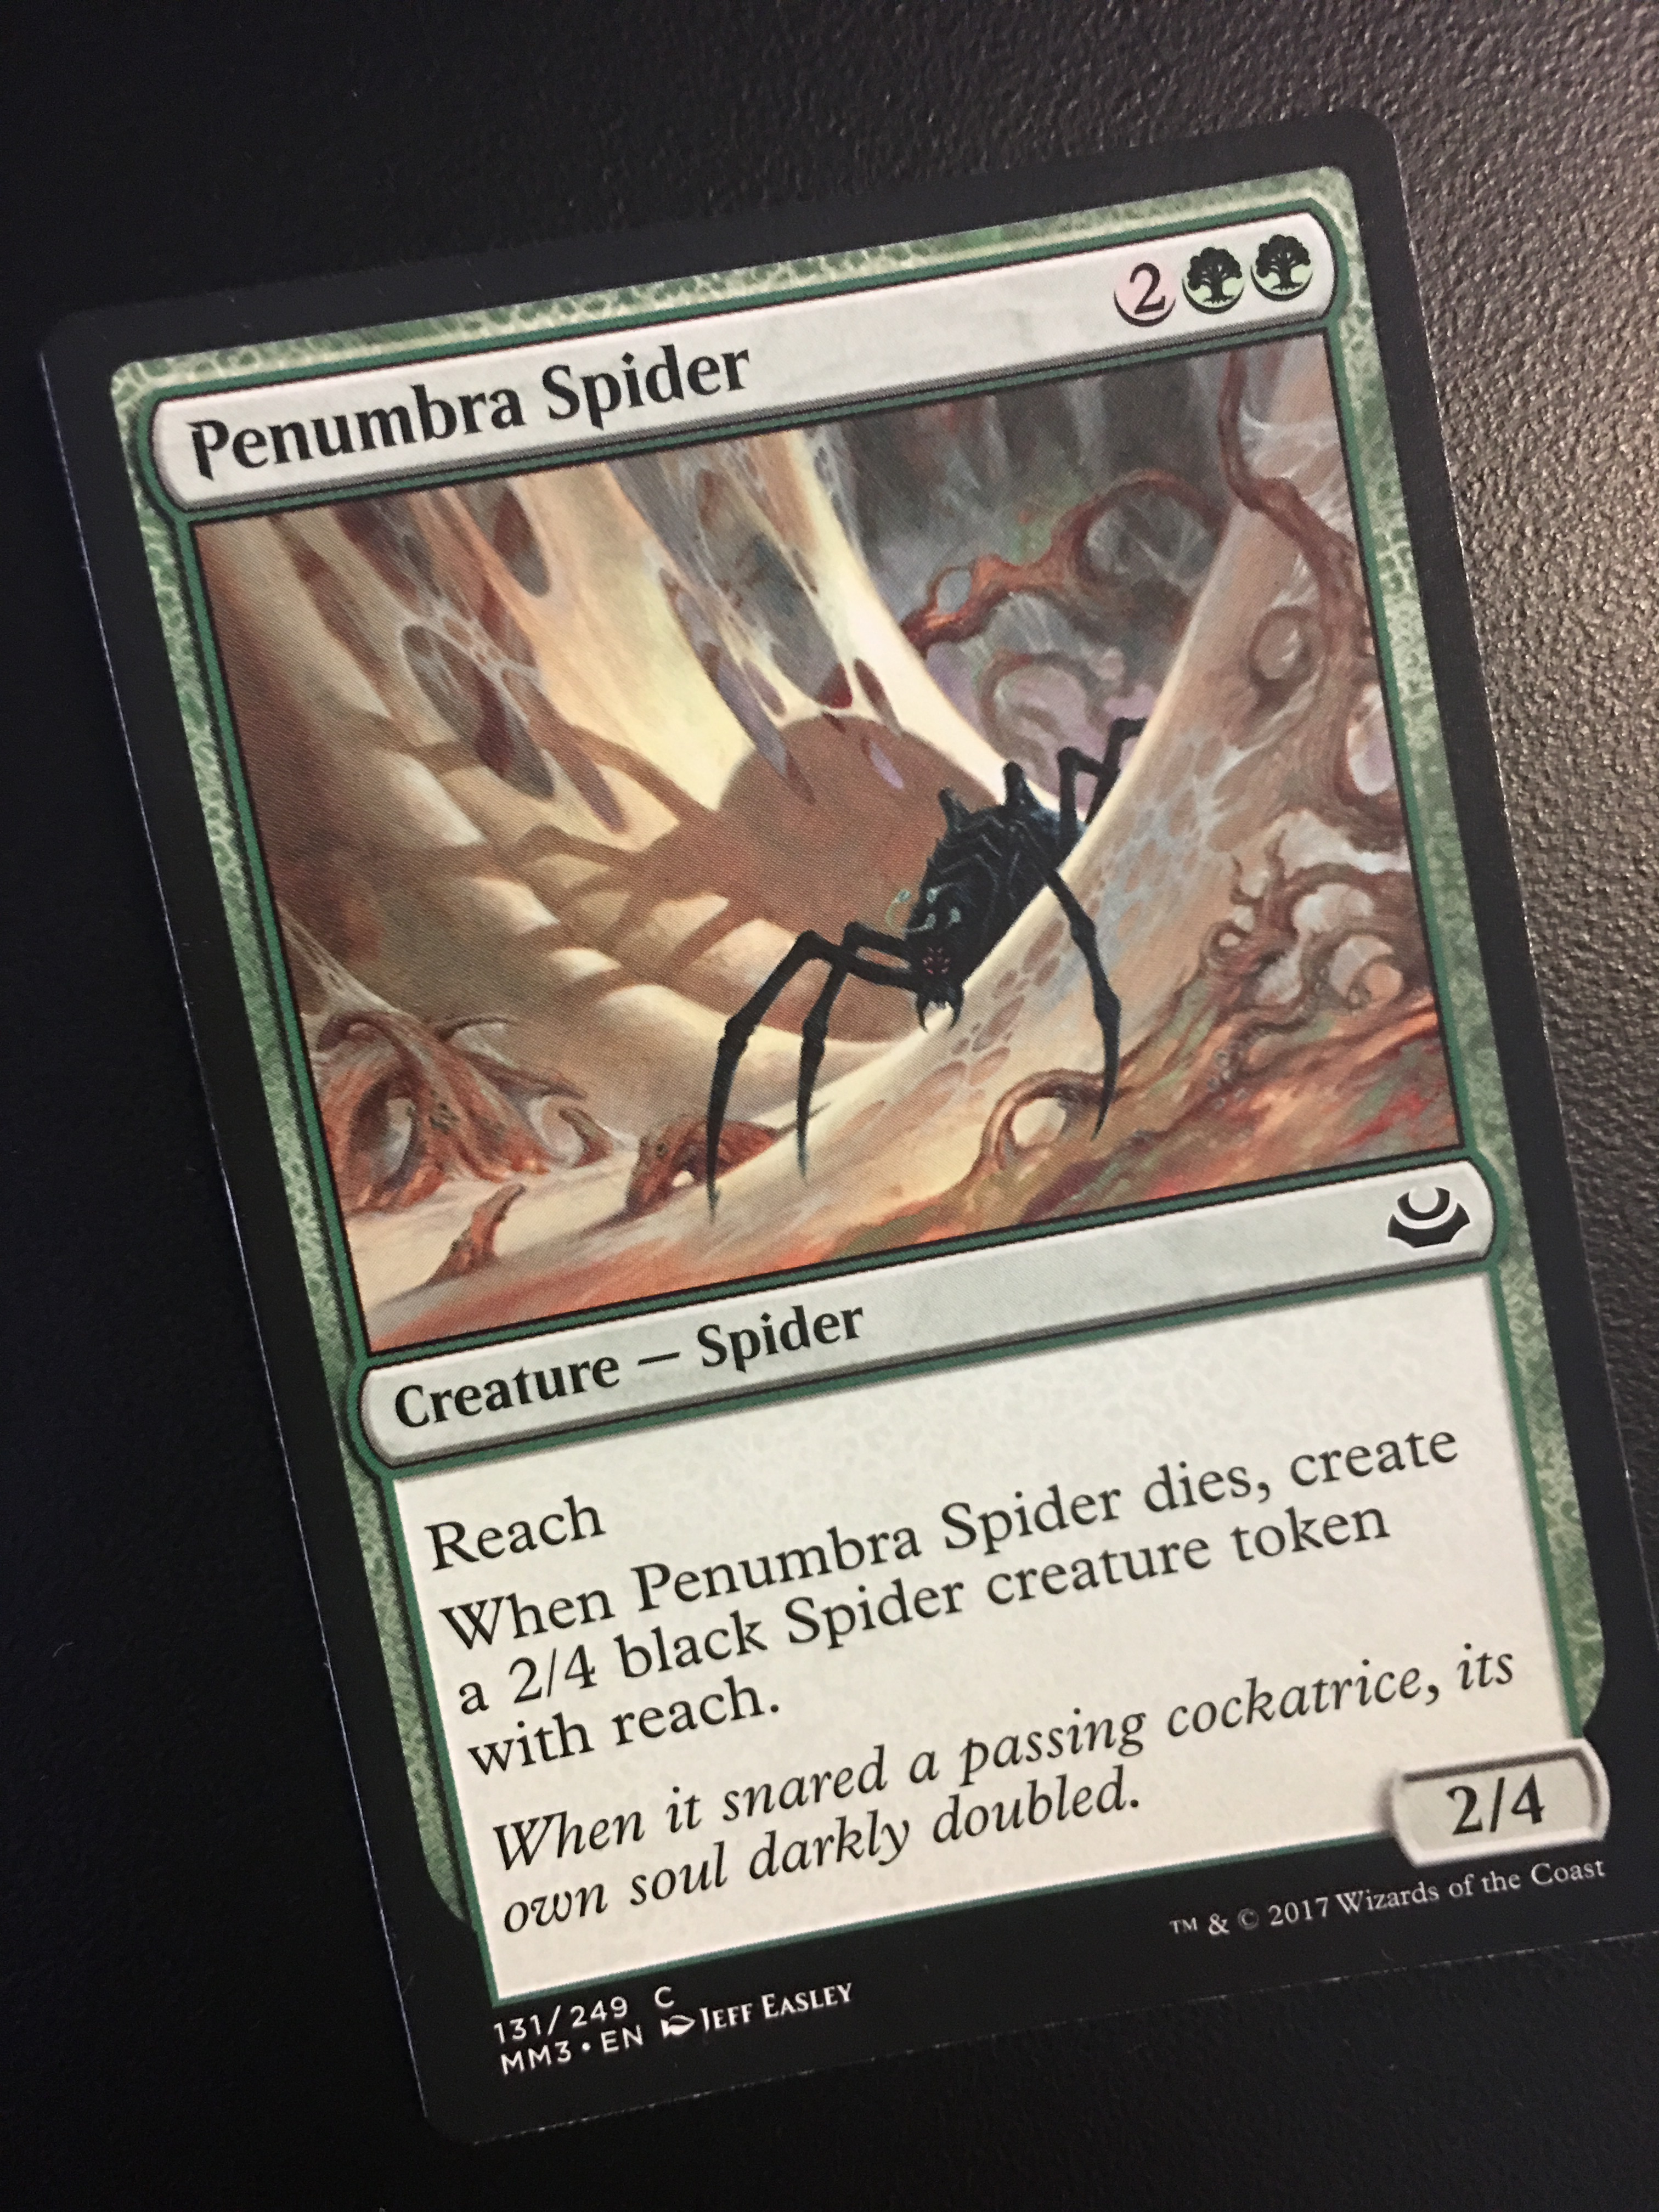 Penumbra Spider 2
Creature — Spider
Reach
When Penumbra Spider dies, create
a 2/4 black Spider creature token
with reach.
When it snared a passing cockatrice, its
own soul darkly doubled.
2/4
131/249 C
MM3 • EN Jeff Easley
™ & © 2017 Wizards of the Coast